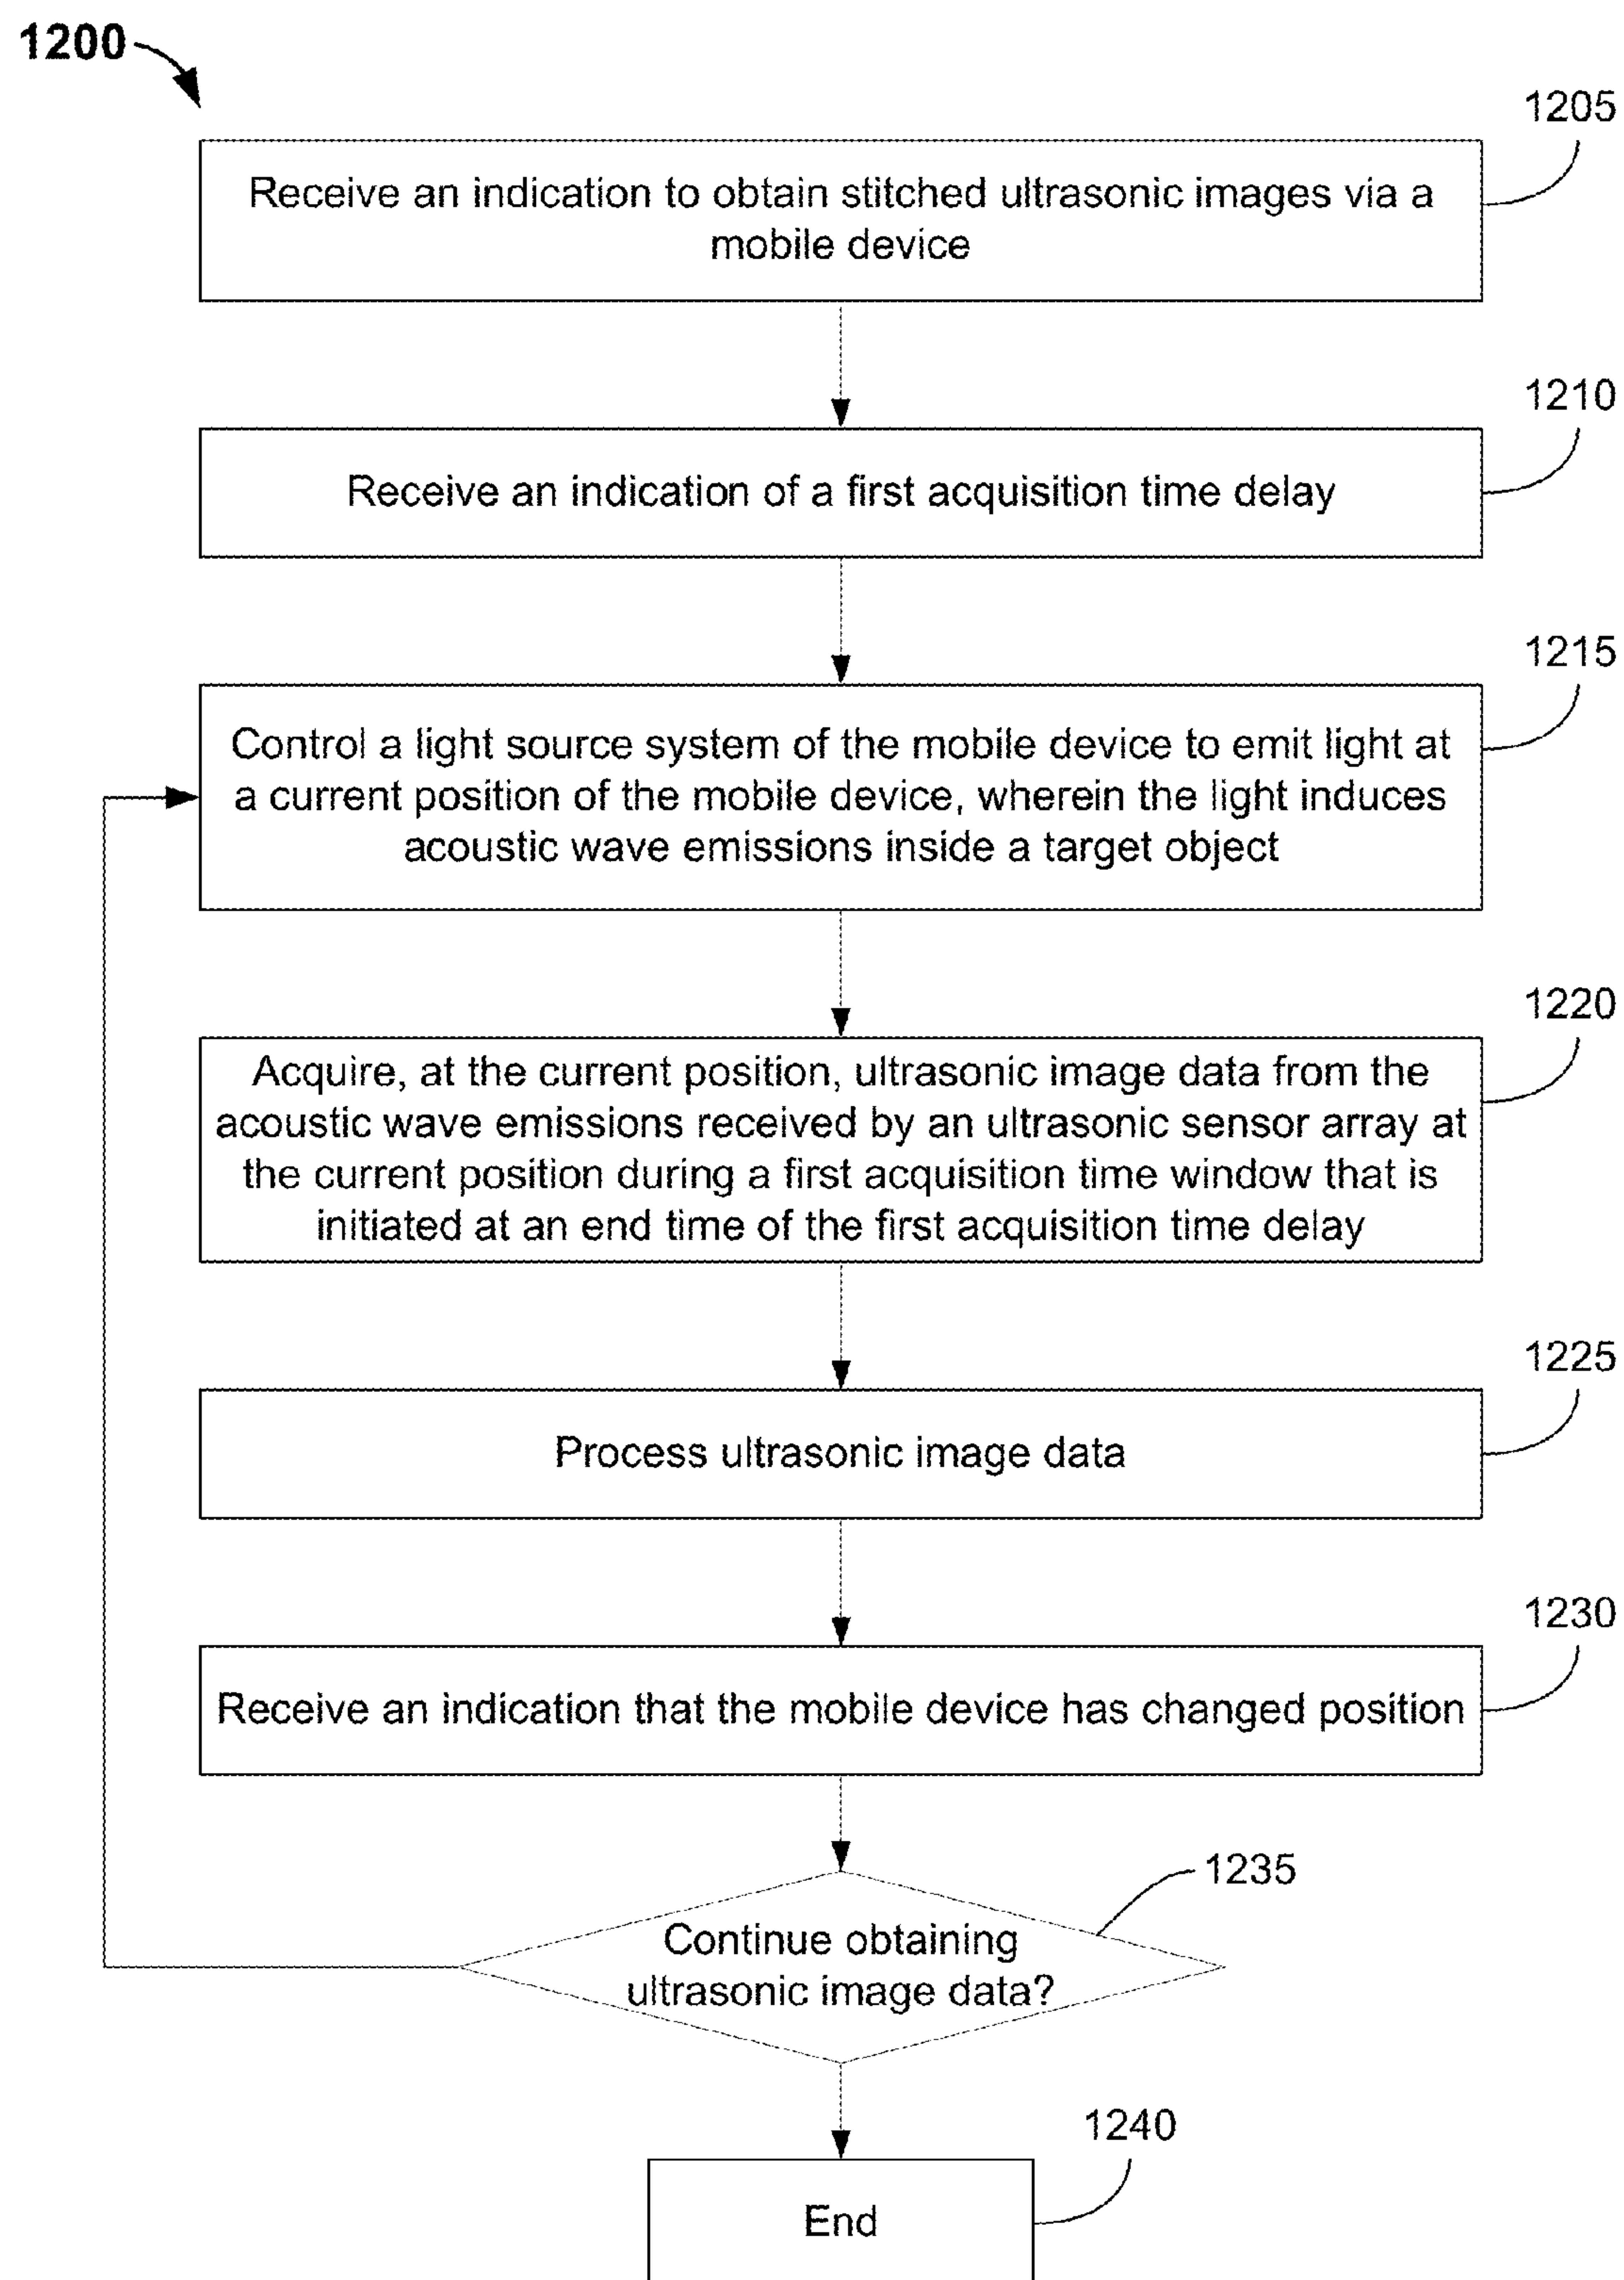 1200
1205
Receive an indication to obtain stitched ultrasonic images via a
mobile device
1210
Receive an indication of a first acquisition time delay
1215
Control a light source system of the mobile device to emit light at
a current position of the mobile device, wherein the light induces
acoustic wave emissions inside a target object
1220
Acquire, at the current position, ultrasonic image data from the
acoustic wave emissions received by an ultrasonic sensor array at
the current position during a first acquisition time window that is
initiated at an end time of the first acquisition time delay
1225
Process ultrasonic image data
1230
Receive an indication that the mobile device has changed position
1235
Continue obtaining
ultrasonic image data?
1240
End